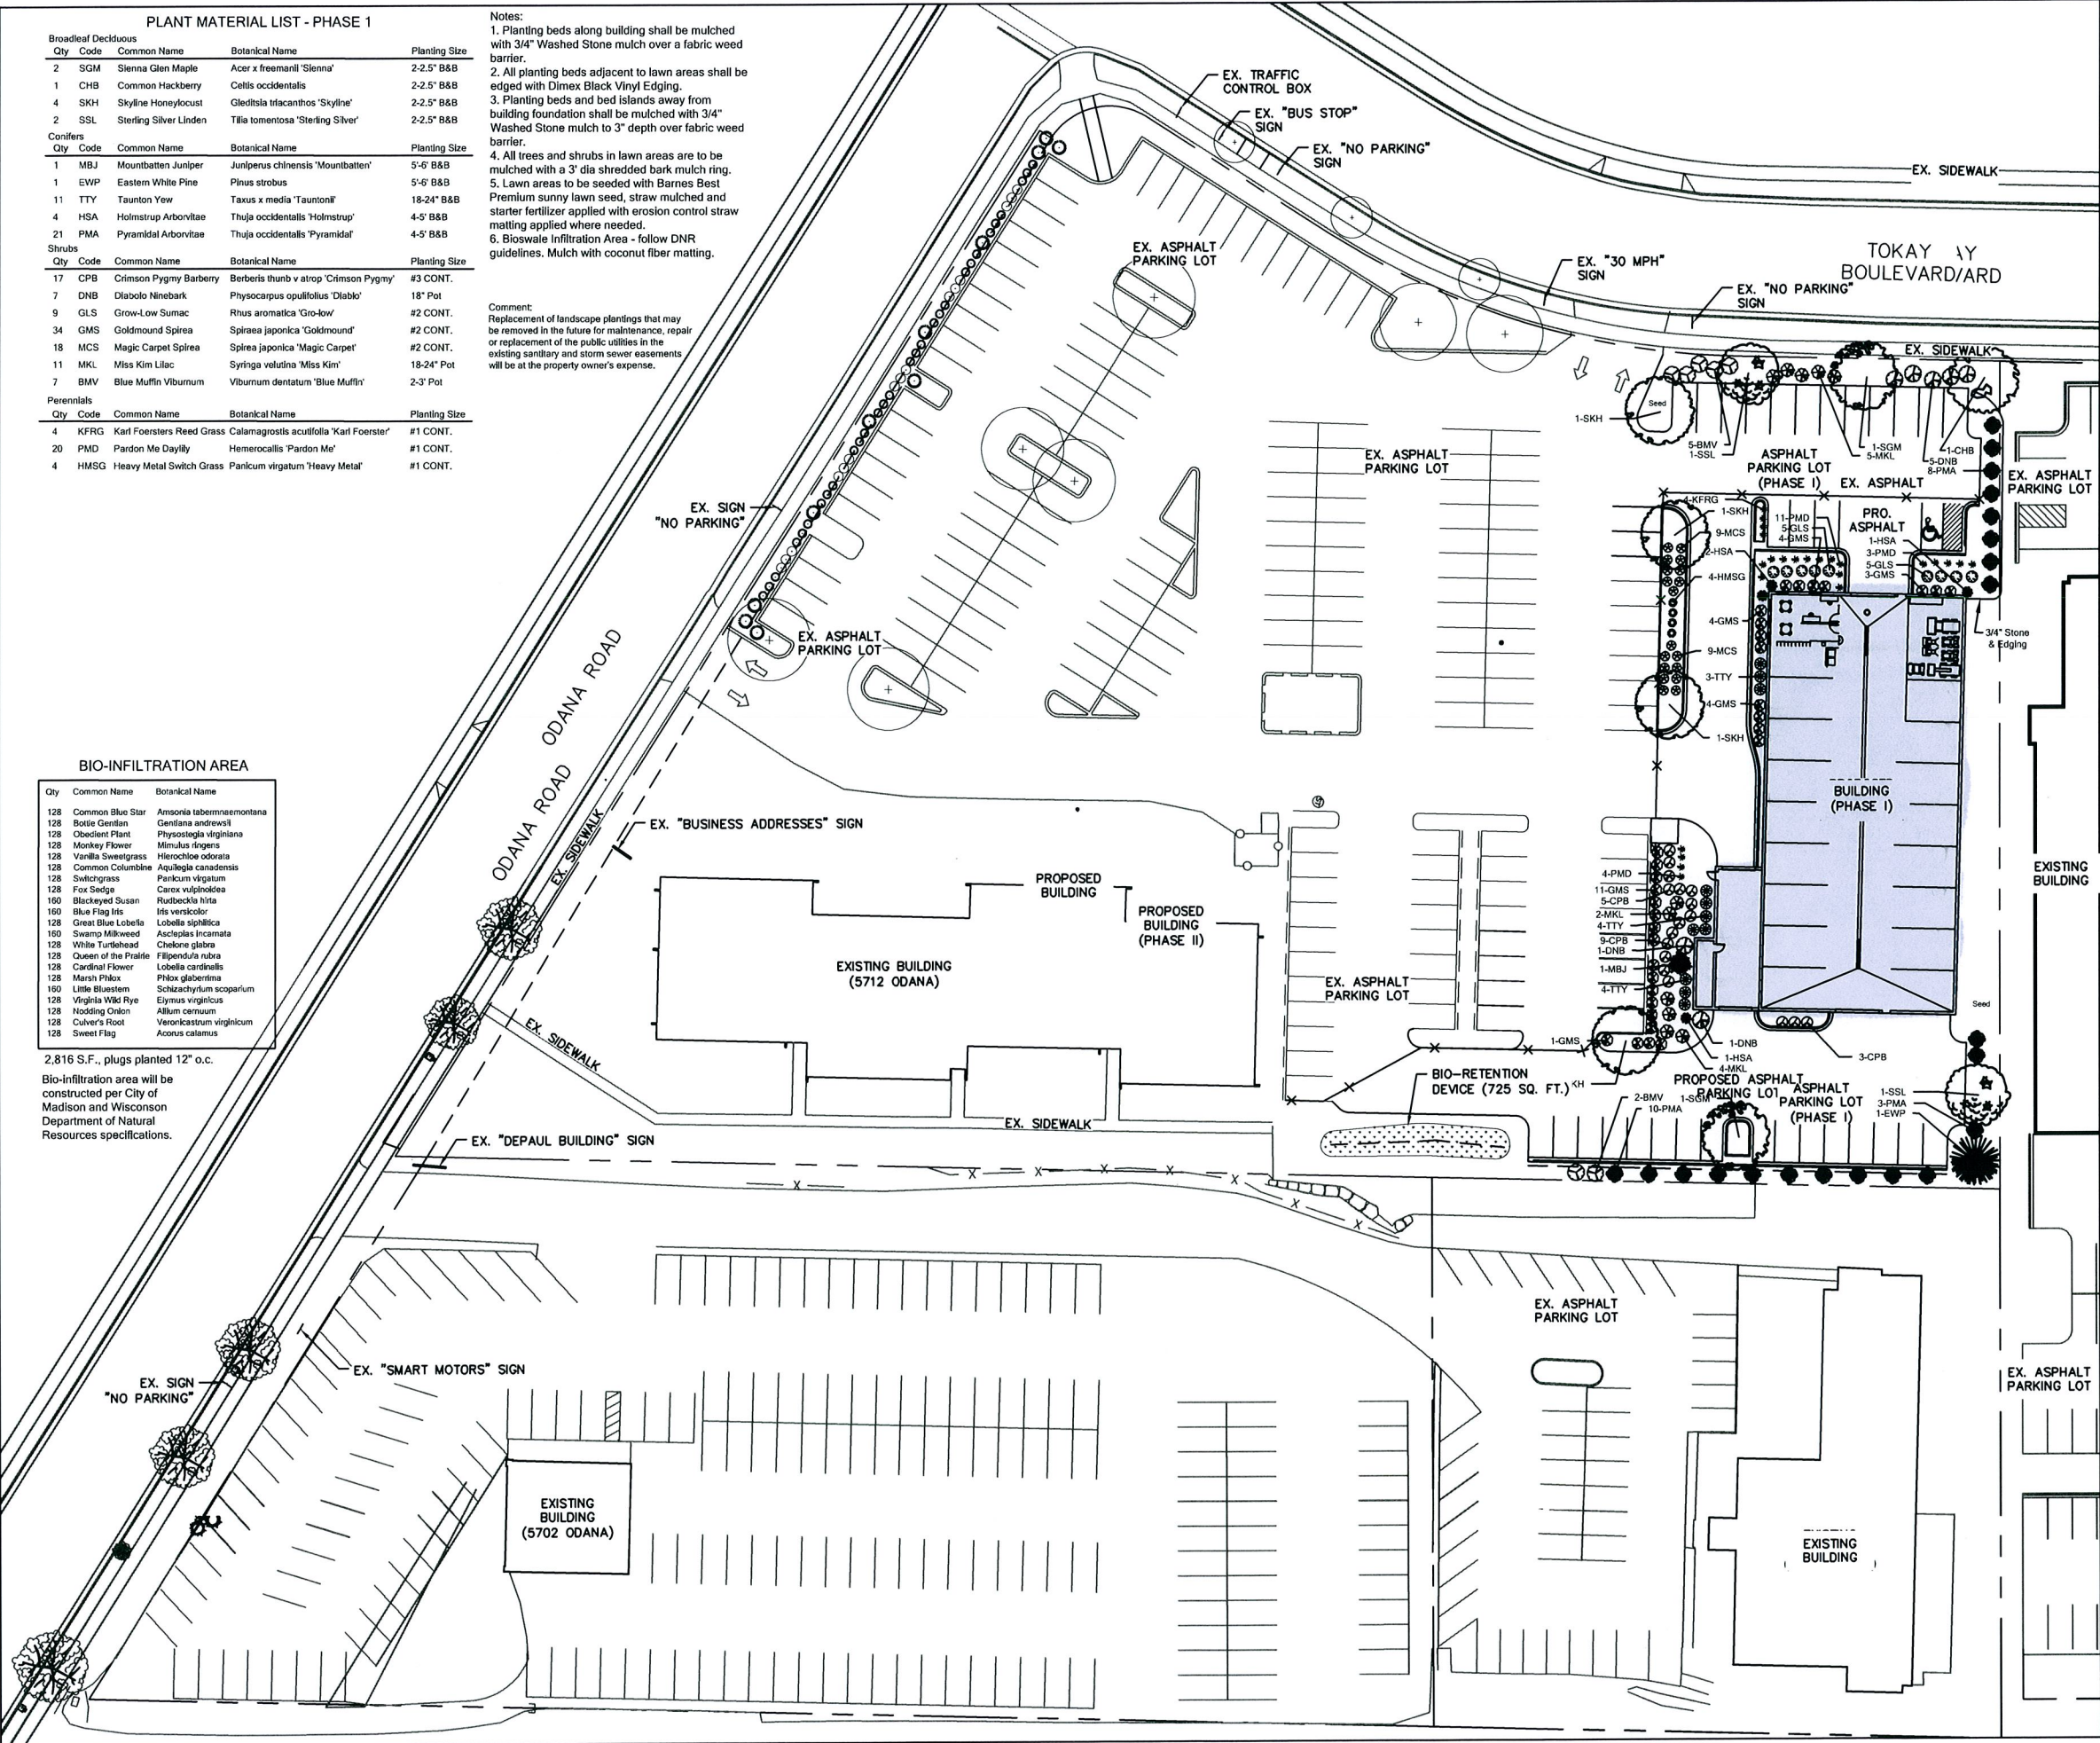 PLANT MATERIAL LIST - PHASE 1
Broadleaf Deciduous
Qty Code Common Name Botanical Name Planting Size
2 SGM Sienna Glen Maple Acer x freemanii 'Sienna' 2-2.5" B&B
1 CHB Common Hackberry Celtis occidentalis 2-2.5" B&B
4 SKH Skyline Honeylocust Gleditsia triacanthos 'Skyline' 2-2.5" B&B
2 SSL Sterling Silver Linden Tilia tomentosa 'Sterling Silver' 2-2.5" B&B
Conifers
Qty Code Common Name Botanical Name Planting Size
1 MBJ Mountbatten Juniper Juniperus chinensis 'Mountbatten' 5'-6' B&B
1 EWP Eastern White Pine Pinus strobus 5'-6' B&B
11 TTY Taunton Yew Taxus x media 'Tauntonii' 18-24" B&B
4 HSA Holmstrup Arborvitae Thuja occidentalis 'Holmstrup' 4-5' B&B
21 PMA Pyramidal Arborvitae Thuja occidentalis 'Pyramidal' 4-5' B&B
Shrubs
Qty Code Common Name Botanical Name Planting Size
17 CPB Crimson Pygmy Barberry Berberis thunb v atrop 'Crimson Pygmy' #3 CONT.
7 DNB Diabolo Ninebark Physocarpus opulifolius 'Diablo' 18" Pot
9 GLS Grow-Low Sumac Rhus aromatica 'Gro-low' #2 CONT.
34 GMS Goldmound Spirea Spiraea japonica 'Goldmound' #2 CONT.
18 MCS Magic Carpet Spirea Spirea japonica 'Magic Carpet' #2 CONT.
11 MKL Miss Kim Lilac Syringa velutina 'Miss Kim' 18-24" Pot
7 BMV Blue Muffin Viburnum Viburnum dentatum 'Blue Muffin' 2-3' Pot
Perennials
Qty Code Common Name Botanical Name Planting Size
4 KFRG Karl Foersters Reed Grass Calamagrostis acutifolia 'Karl Foerster' #1 CONT.
20 PMD Pardon Me Daylily Hemerocallis 'Pardon Me' #1 CONT.
4 HMSG Heavy Metal Switch Grass Panicum virgatum 'Heavy Metal' #1 CONT.
Notes:
1. Planting beds along building shall be mulched
with 3/4" Washed Stone mulch over a fabric weed
barrier.
2. All planting beds adjacent to lawn areas shall be
edged with Dimex Black Vinyl Edging.
3. Planting beds and bed islands away from
building foundation shall be mulched with 3/4"
Washed Stone mulch to 3" depth over fabric weed
barrier.
4. All trees and shrubs in lawn areas are to be
mulched with a 3' dia shredded bark mulch ring.
5. Lawn areas to be seeded with Barnes Best
Premium sunny lawn seed, straw mulched and
starter fertilizer applied with erosion control straw
matting applied where needed.
6. Bioswale Infiltration Area - follow DNR
guidelines. Mulch with coconut fiber matting.
Comment:
Replacement of landscape plantings that may
be removed in the future for maintenance, repair
or replacement of the public utilities in the
existing santitary and storm sewer easements
will be at the property owner's expense.
EX. TRAFFIC
CONTROL BOX
EX. "BUS STOP"
SIGN
EX. "NO PARKING"
SIGN
EX. SIDEWALK
EX. ASPHALT
PARKING LOT
EX. "30 MPH"
SIGN
TOKAY AY
BOULEVARD/ARD
EX. "NO PARKING"
SIGN
EX. SIDEWALK
1-SKH
Seed
5-BMV
1-SSL
1-SGM
5-MKL
1-CHB
5-DNB
8-PMA
EX. ASPHALT
PARKING LOT
ASPHALT
PARKING LOT
(PHASE I)
EX. ASPHALT
EX. ASPHALT
PARKING LOT
EX. SIGN
"NO PARKING"
4-KFRG
1-SKH
11-PMD
5-GLS
4-GMS
PRO.
ASPHALT
9-MCS
2-HSA
1-HSA
3-PMD
5-GLS
3-GMS
4-HMSG
4-GMS
9-MCS
3-TTY
4-GMS
1-SKH
3/4" Stone
& Edging
EX. ASPHALT
PARKING LOT
ODANA ROAD
ODANA ROAD
EX. SIDEWALK
BUILDING
(PHASE I)
EX. "BUSINESS ADDRESSES" SIGN
BIO-INFILTRATION AREA
Qty Common Name Botanical Name
128 Common Blue Star Amsonia tabernnaemontana
128 Bottle Gentian Gentiana andrewsii
128 Obedient Plant Physostegia virginiana
128 Monkey Flower Mimulus ringens
128 Vanilla Sweetgrass Hierochloe odorata
128 Common Columbine Aquilegia canadensis
128 Switchgrass Panicum virgatum
128 Fox Sedge Carex vulpinoidea
160 Blackeyed Susan Rudbeckia hirta
160 Blue Flag Iris Iris versicolor
128 Great Blue Lobelia Lobelia siphilitica
160 Swamp Milkweed Asclepias incarnata
128 White Turtlehead Chelone glabra
128 Queen of the Prairie Filipendula rubra
128 Cardinal Flower Lobelia cardinalis
128 Marsh Phlox Phlox glaberrima
160 Little Bluestem Schizachyrium scoparium
128 Virginia Wild Rye Elymus virginicus
128 Nodding Onion Allium cernuum
128 Culver's Root Veronicastrum virginicum
128 Sweet Flag Acorus calamus
2,816 S.F., plugs planted 12" o.c.
Bio-infiltration area will be
constructed per City of
Madison and Wisconsin
Department of Natural
Resources specifications.
PROPOSED
BUILDING
PROPOSED
BUILDING
(PHASE II)
EXISTING BUILDING
(5712 ODANA)
EX. ASPHALT
PARKING LOT
4-PMD
11-GMS
5-CPB
2-MKL
4-TTY
9-CPB
1-DNB
1-MBJ
4-TTY
1-GMS
1-DNB
1-HSA
4-MKL
3-CPB
Seed
EXISTING
BUILDING
EX. SIDEWALK
EX. SIDEWALK
BIO-RETENTION
DEVICE (725 SQ. FT.)
KH
PROPOSED ASPHALT
PARKING LOT
ASPHALT
PARKING LOT
(PHASE I)
2-BMV
10-PMA
1-SGM
1-SSL
3-PMA
1-EWP
EX. "DEPAUL BUILDING" SIGN
EX. ASPHALT
PARKING LOT
EX. "SMART MOTORS" SIGN
EX. SIGN
"NO PARKING"
EX. ASPHALT
PARKING LOT
EXISTING
BUILDING
(5702 ODANA)
EXISTING
BUILDING